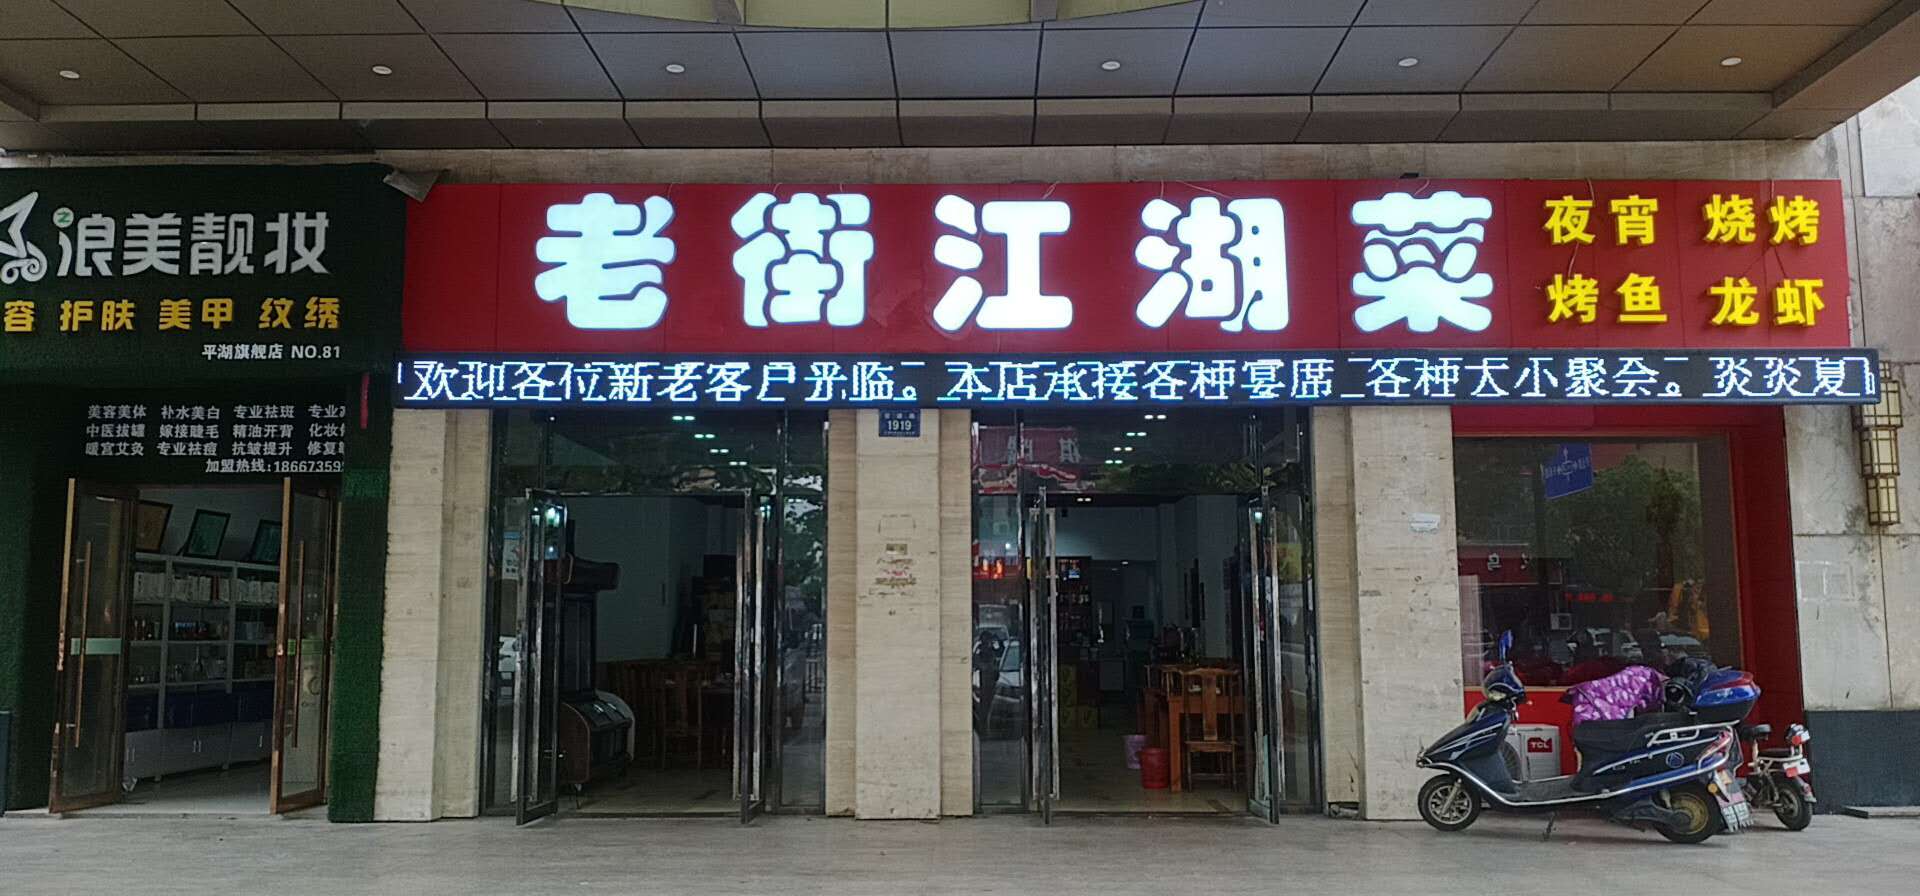 之
浪美靓妆
容 护肤 美甲 纹绣
平湖旗舰店 NO.81
美容美体 补水美白 专业祛斑 专业
中医拔罐 嫁接睫毛 精油开背 化妆
暖宫艾灸 专业祛痘 抗皱提升 修复
加盟热线:18667359
老街江湖菜
夜宵 烧烤
烤鱼 龙虾
欢迎各位新老客户光临。本店承接各种宴席 各种大小聚会。炎炎夏
1919
TCL